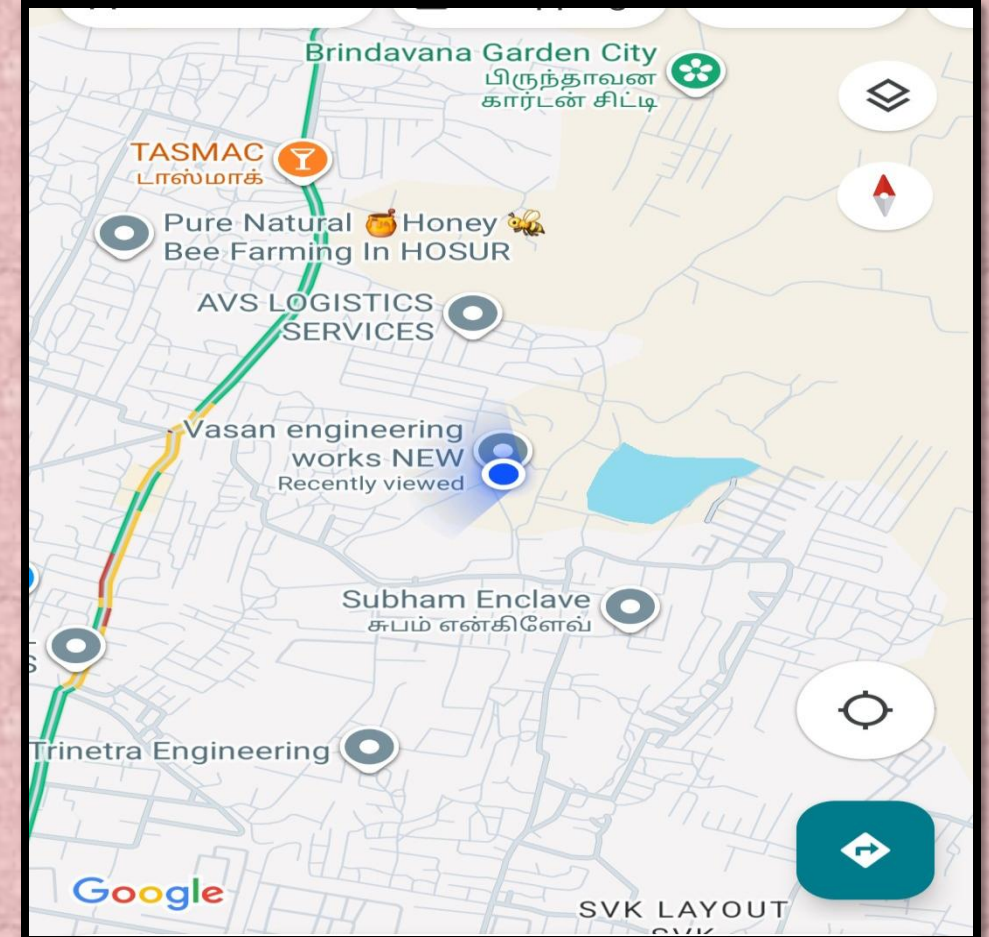 Brindavana Garden City
பிருந்தாவன
கார்டன் சிட்டி
TASMAC
டாஸ்மாக்
Pure Natural 🍯 Honey 🐝
Bee Farming In HOSUR
AVS LOGISTICS
SERVICES
Vasan engineering
works NEW
Recently viewed
Subham Enclave
சுபம் என்கிளேவ்
S
Trinetra Engineering
Google
SVK LAYOUT
SVK